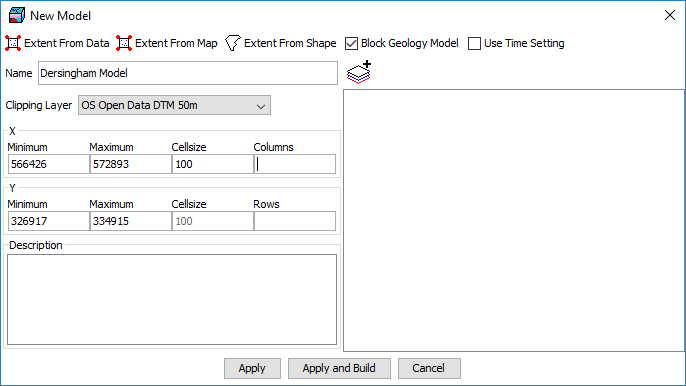 New Model
Extent From Data Extent From Map Extent From Shape Block Geology Model Use Time Setting
Name Dersingham Model
Clipping Layer OS Open Data DTM 50m
X
Minimum Maximum Cellsize Columns
566426 572893 100
Y
Minimum Maximum Cellsize Rows
326917 334915 100
Description
Apply Apply and Build Cancel